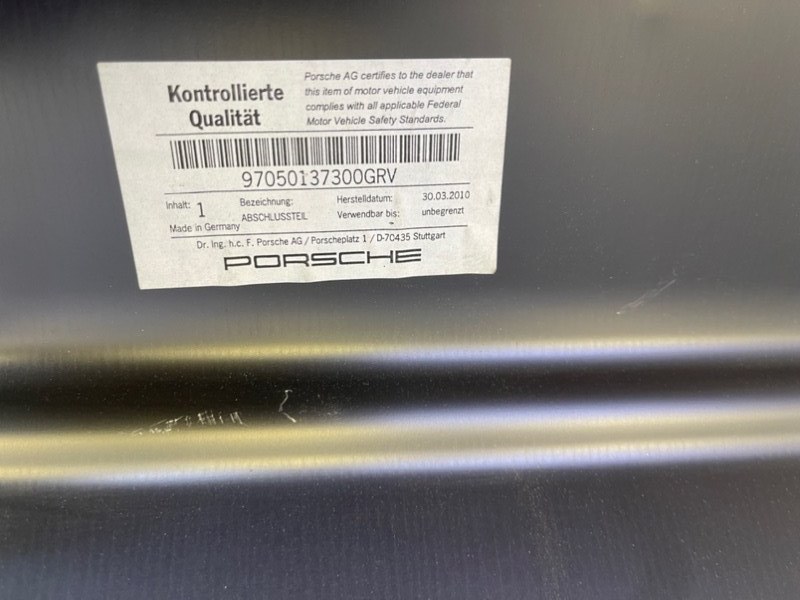 Kontrollierte
Qualität
Porsche AG certifies to the dealer that
this item of motor vehicle equipment
complies with all applicable Federal
Motor Vehicle Safety Standards.
97050137300GRV
Inhalt: 1
Bezeichnung:
ABSCHLUSSTEIL
Herstelldatum: 30.03.2010
Verwendbar bis: unbegrenzt
Made in Germany
Dr. Ing. h.c. F. Porsche AG / Porscheplatz 1 / D-70435 Stuttgart
PORSCHE